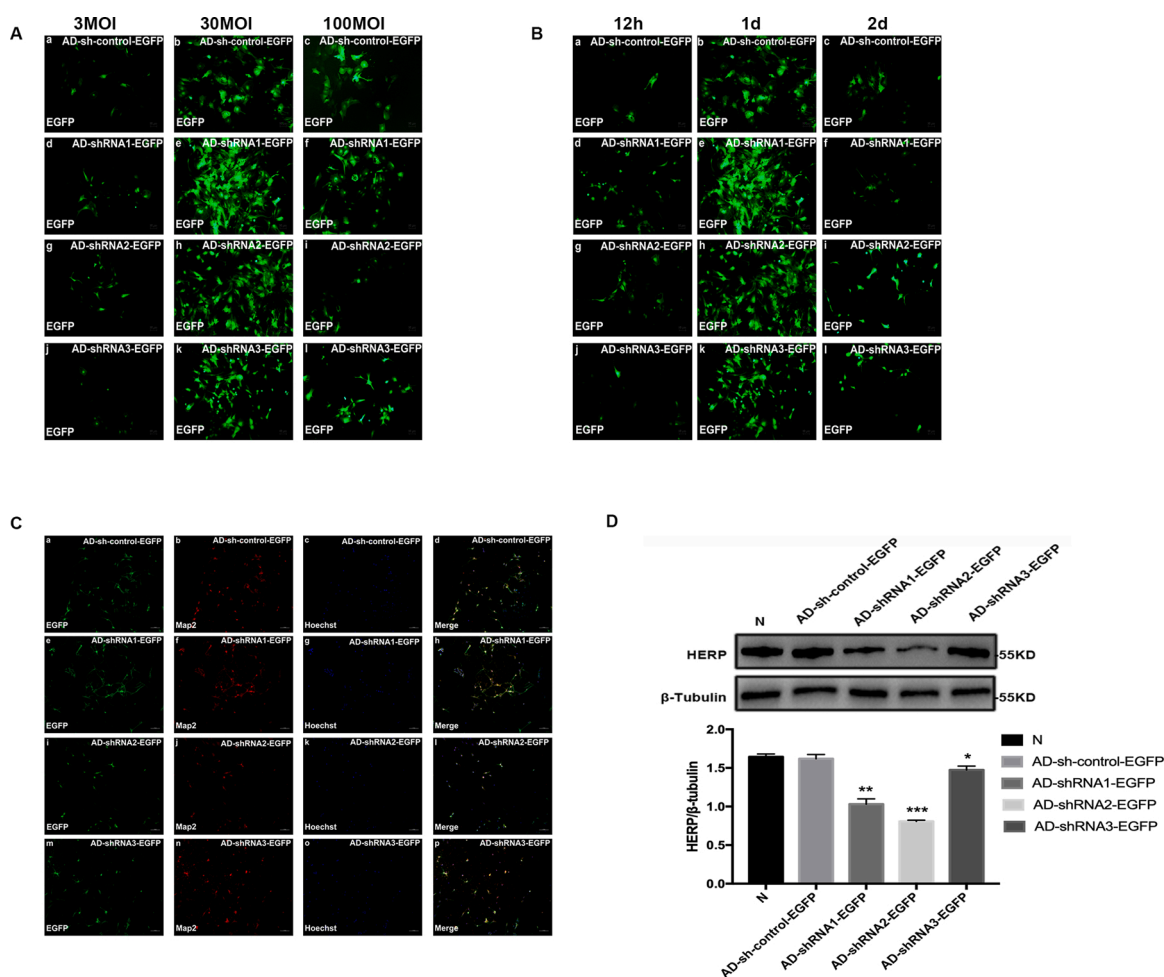 A
3MOI 30MOI 100MOI
a AD-sh-control-EGFP EGFP
b AD-sh-control-EGFP EGFP
c AD-sh-control-EGFP EGFP
d AD-shRNA1-EGFP EGFP
e AD-shRNA1-EGFP EGFP
f AD-shRNA1-EGFP EGFP
g AD-shRNA2-EGFP EGFP
h AD-shRNA2-EGFP EGFP
i AD-shRNA2-EGFP EGFP
j AD-shRNA3-EGFP EGFP
k AD-shRNA3-EGFP EGFP
l AD-shRNA3-EGFP EGFP
B
12h 1d 2d
a AD-sh-control-EGFP EGFP
b AD-sh-control-EGFP EGFP
c AD-sh-control-EGFP EGFP
d AD-shRNA1-EGFP EGFP
e AD-shRNA1-EGFP EGFP
f AD-shRNA1-EGFP EGFP
g AD-shRNA2-EGFP EGFP
h AD-shRNA2-EGFP EGFP
i AD-shRNA2-EGFP EGFP
j AD-shRNA3-EGFP EGFP
k AD-shRNA3-EGFP EGFP
l AD-shRNA3-EGFP EGFP
C
a AD-sh-control-EGFP EGFP
b AD-sh-control-EGFP Map2
c AD-sh-control-EGFP Hoechst
d AD-sh-control-EGFP Merge
e AD-shRNA1-EGFP EGFP
f AD-shRNA1-EGFP Map2
g AD-shRNA1-EGFP Hoechst
h AD-shRNA1-EGFP Merge
i AD-shRNA2-EGFP EGFP
j AD-shRNA2-EGFP Map2
k AD-shRNA2-EGFP Hoechst
l AD-shRNA2-EGFP Merge
m AD-shRNA3-EGFP EGFP
n AD-shRNA3-EGFP Map2
o AD-shRNA3-EGFP Hoechst
p AD-shRNA3-EGFP Merge
D
N AD-sh-control-EGFP AD-shRNA1-EGFP AD-shRNA2-EGFP AD-shRNA3-EGFP
HERP -55KD
β-Tubulin -55KD
HERP/β-tubulin
2.0
1.5
1.0
0.5
0.0
** *** *
N
AD-sh-control-EGFP
AD-shRNA1-EGFP
AD-shRNA2-EGFP
AD-shRNA3-EGFP
N AD-sh-control-EGFP AD-shRNA1-EGFP AD-shRNA2-EGFP AD-shRNA3-EGFP